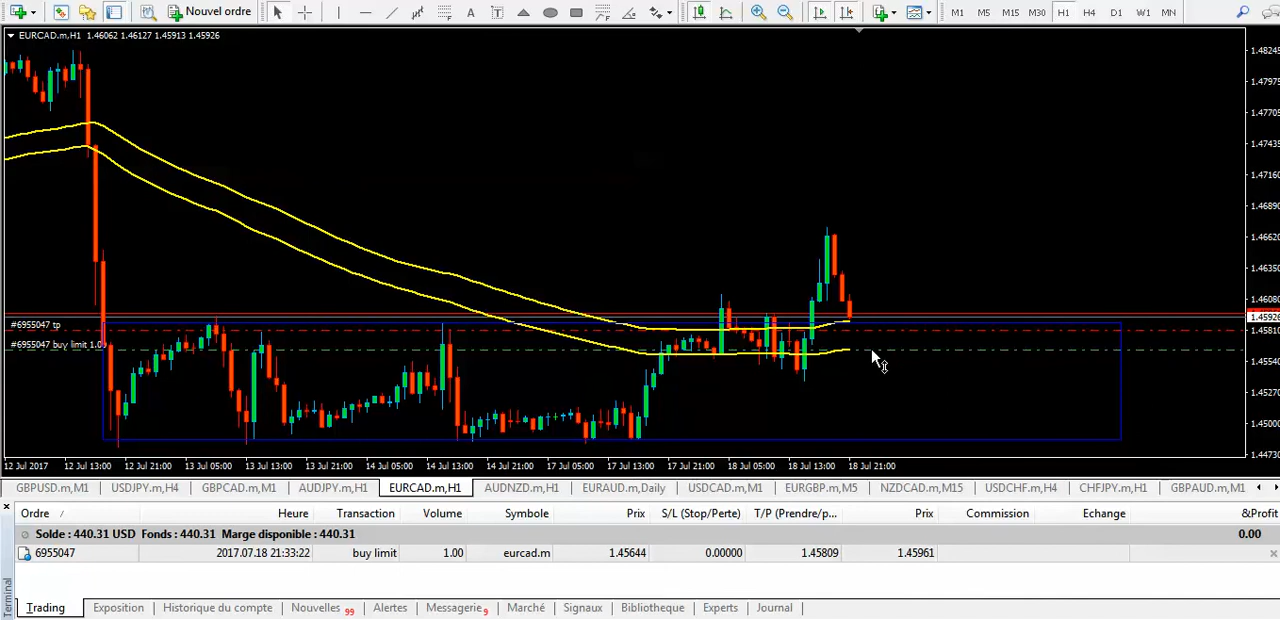 Nouvel ordre A T M1 M5 M15 M30 H1 H4 D1 W1 MN
EURCAD.m,H1 1.46062 1.46127 1.45913 1.45926
1.48245
1.47975
1.47705
1.47435
1.47160
1.46890
1.46620
1.46350
1.46080
1.45926
#6955047 tp
1.45810
#6955047 buy limit 1.00
1.45540
1.45270
1.45000
1.44730
12 Jul 2017 12 Jul 13:00 12 Jul 21:00 13 Jul 05:00 13 Jul 13:00 13 Jul 21:00 14 Jul 05:00 14 Jul 13:00 14 Jul 21:00 17 Jul 05:00 17 Jul 13:00 17 Jul 21:00 18 Jul 05:00 18 Jul 13:00 18 Jul 21:00
GBPUSD.m,M1 USDJPY.m,H4 GBPCAD.m,M1 AUDJPY.m,H1 EURCAD.m,H1 AUDNZD.m,H1 EURAUD.m,Daily USDCAD.m,M1 EURGBP.m,M5 NZDCAD.m,M15 USDCHF.m,H4 CHFJPY.m,H1 GBPAUD.m,M1
Ordre Heure Transaction Volume Symbole Prix S/L (Stop/Perte) T/P (Prendre/p... Prix Commission Echange &Profit
Solde : 440.31 USD Fonds : 440.31 Marge disponible : 440.31 0.00
6955047 2017.07.18 21:33:22 buy limit 1.00 eurcad.m 1.45644 0.00000 1.45809 1.45961
Terminal
Trading Exposition Historique du compte Nouvelles 99 Alertes Messagerie 9 Marché Signaux Bibliotheque Experts Journal